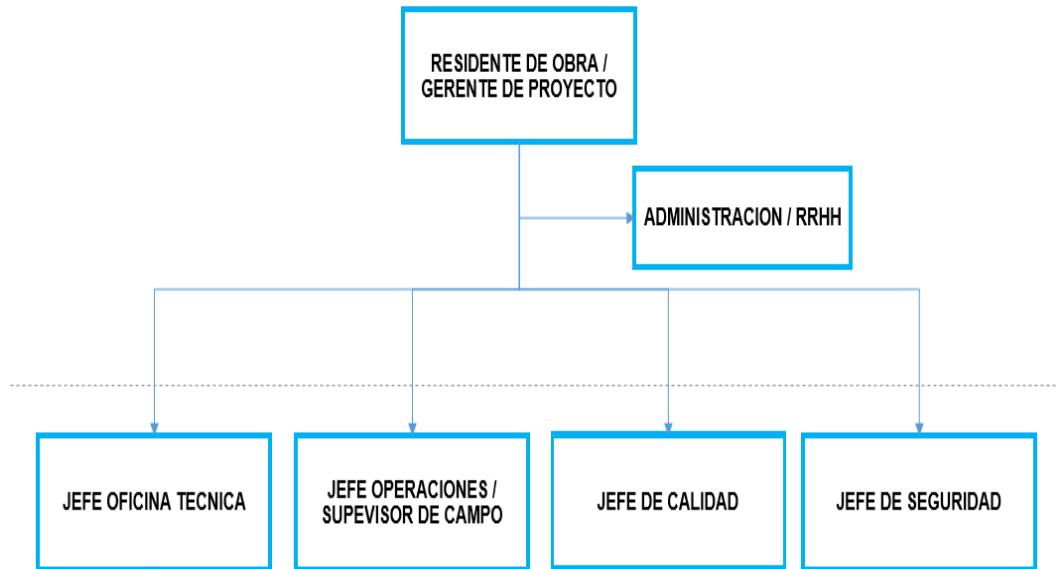 RESIDENTE DE OBRA /
GERENTE DE PROYECTO
ADMINISTRACION / RRHH
JEFE OFICINA TECNICA
JEFE OPERACIONES /
SUPEVISOR DE CAMPO
JEFE DE CALIDAD
JEFE DE SEGURIDAD